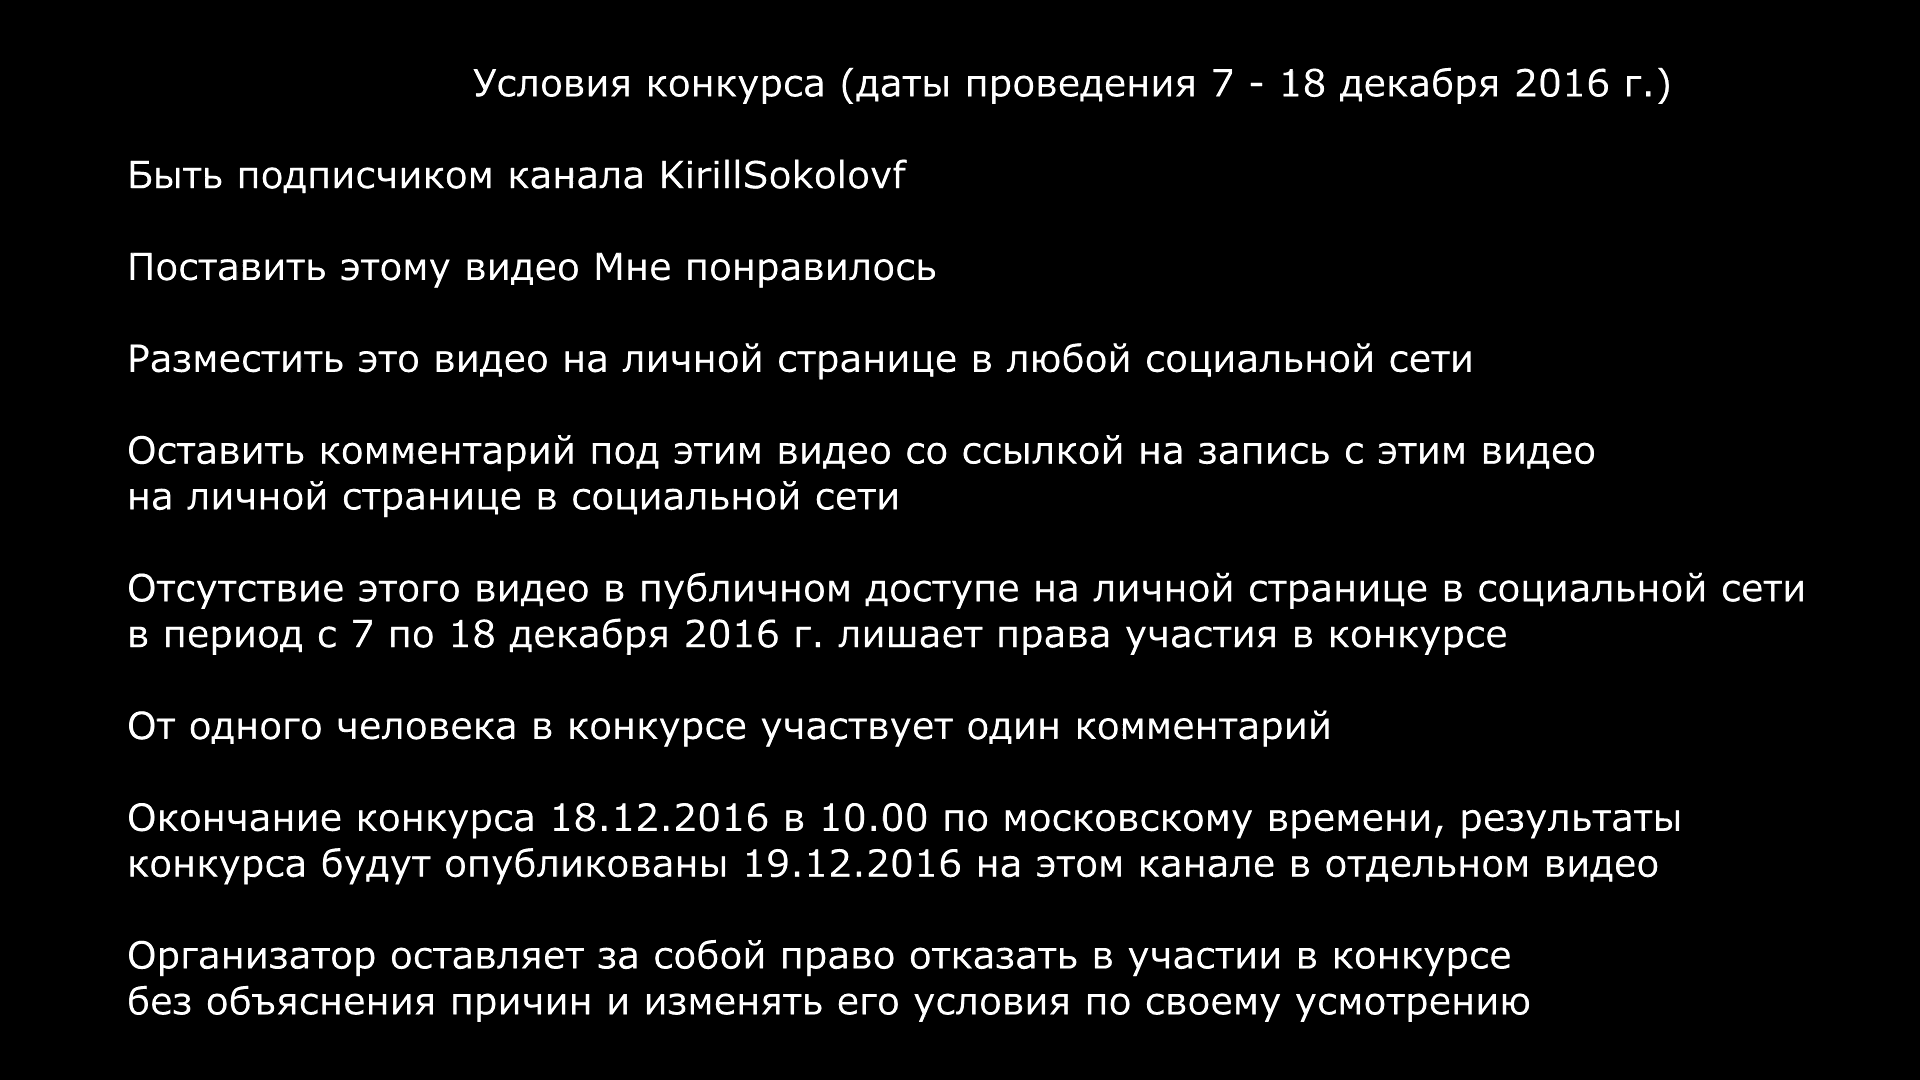 Условия конкурса (даты проведения 7 - 18 декабря 2016 г.)
Быть подписчиком канала KirillSokolovf
Поставить этому видео Мне понравилось
Разместить это видео на личной странице в любой социальной сети
Оставить комментарий под этим видео со ссылкой на запись с этим видео
на личной странице в социальной сети
Отсутствие этого видео в публичном доступе на личной странице в социальной сети
в период с 7 по 18 декабря 2016 г. лишает права участия в конкурсе
От одного человека в конкурсе участвует один комментарий
Окончание конкурса 18.12.2016 в 10.00 по московскому времени, результаты
конкурса будут опубликованы 19.12.2016 на этом канале в отдельном видео
Организатор оставляет за собой право отказать в участии в конкурсе
без объяснения причин и изменять его условия по своему усмотрению